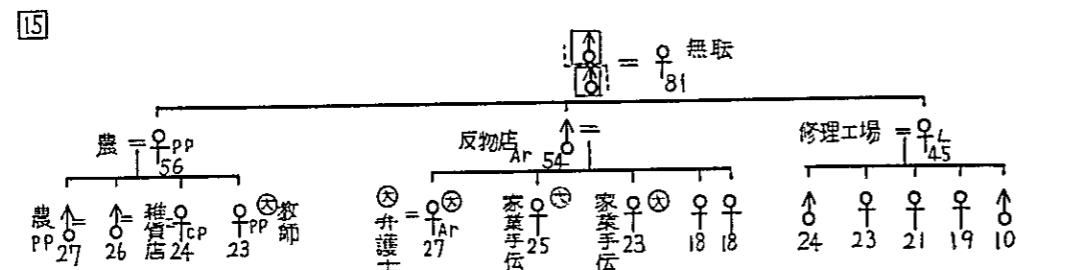 15
無転
81
農 = PP
56
反物店 Ar 54 =
修理工場 = L
45
農 PP 27 =
26 =
雑貨店 = CP 24
PP 23 大 教師
大 弁護士 = Ar 27 大
家業手伝 25 大
家業手伝 23 大
18
18
24
23
21
19
10